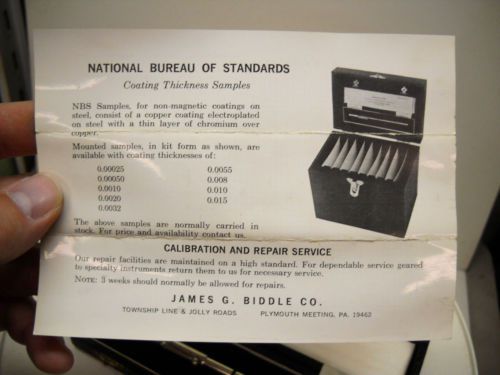 NATIONAL BUREAU OF STANDARDS
Coating Thickness Samples
NBS Samples, for non-magnetic coatings on
steel, consist of a copper coating electroplated
on steel with a thin layer of chromium over
copper.
Mounted samples, in kit form as shown, are
available with coating thicknesses of:
0.00025 0.0055
0.00050 0.008
0.0010 0.010
0.0020 0.015
0.0032
The above samples are normally carried in
stock. For price and availability contact us.
CALIBRATION AND REPAIR SERVICE
Our repair facilities are maintained on a high standard. For dependable service geared
to specialty instruments return them to us for necessary service.
NOTE: 3 weeks should normally be allowed for repairs.
JAMES G. BIDDLE CO.
TOWNSHIP LINE & JOLLY ROADS PLYMOUTH MEETING, PA. 19462